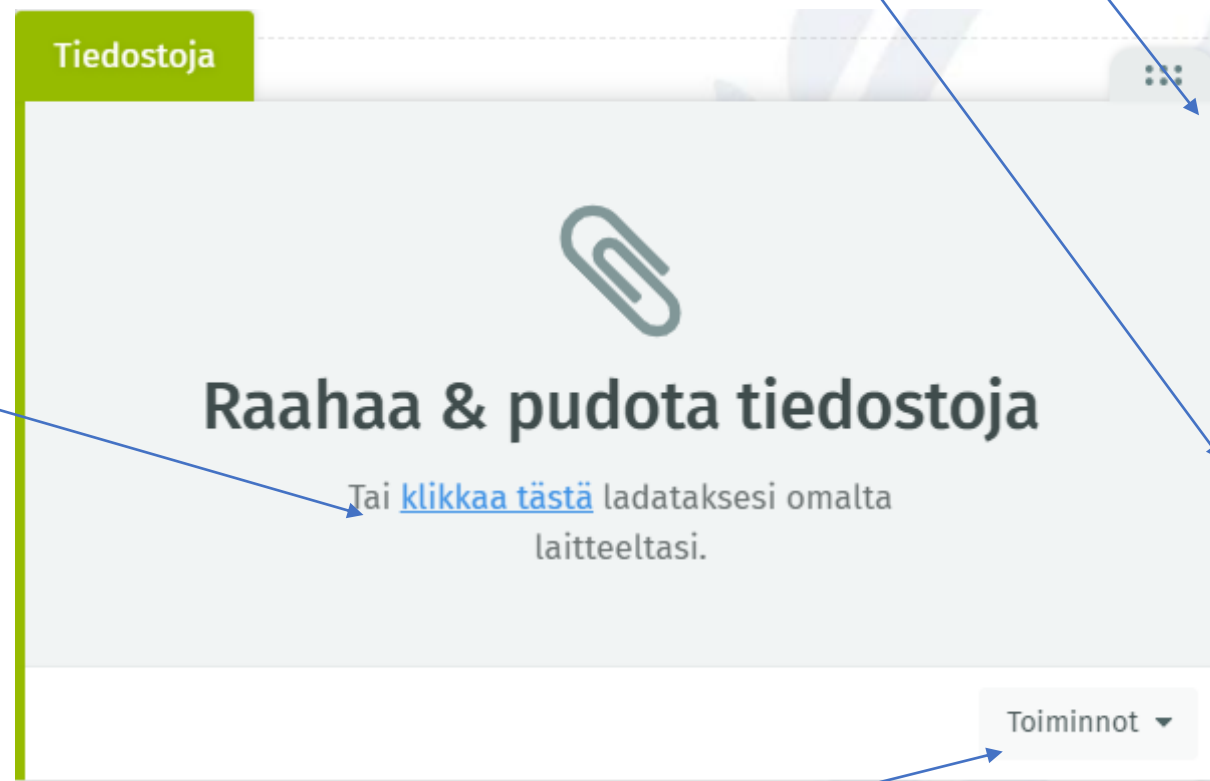 Tiedostoja
Raahaa & pudota tiedostoja
Tai klikkaa tästä ladataksesi omalta
laitteeltasi.
Toiminnot